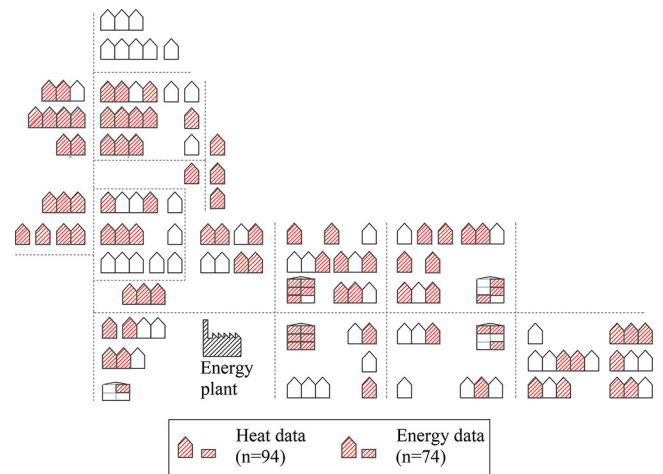 Energy
plant
Heat data
(n=94)
Energy data
(n=74)